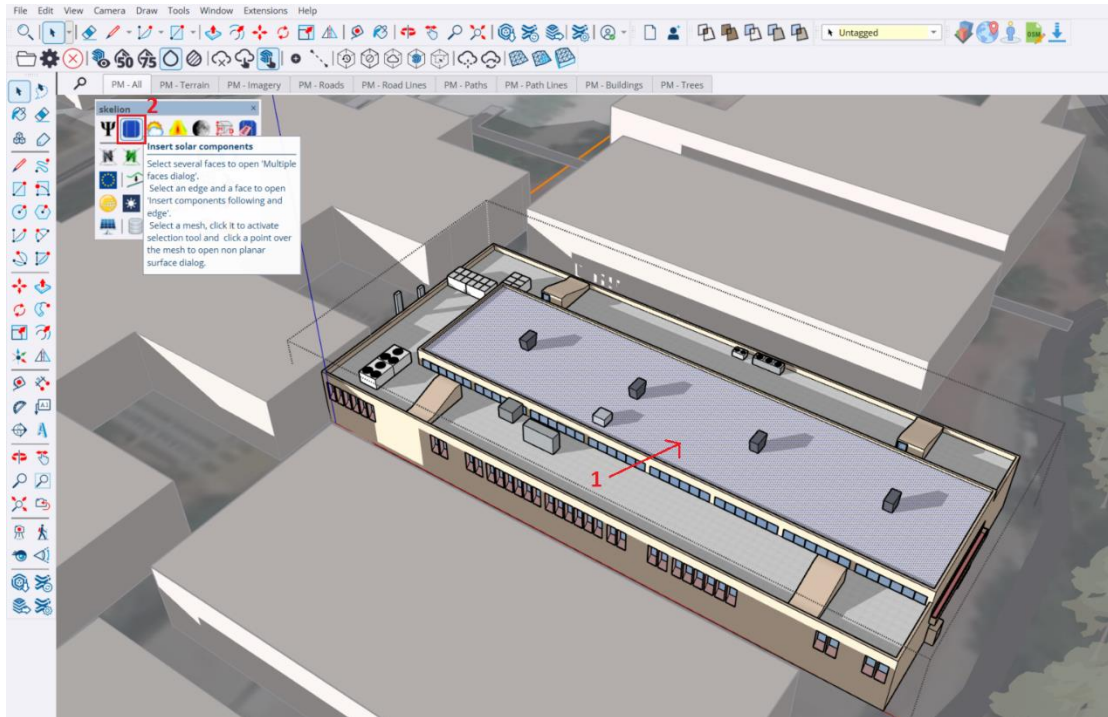 File Edit View Camera Draw Tools Window Extensions Help
Untagged
50 75
PM - All PM - Terrain PM - Imagery PM - Roads PM - Road Lines PM - Paths PM - Path Lines PM - Buildings PM - Trees
skelion
2
Insert solar components
Select several faces to open 'Multiple
faces dialog'.
Select an edge and a face to open
'Insert components following and
edge'.
Select a mesh, click it to activate
selection tool and click a point over
the mesh to open non planar
surface dialog.
1